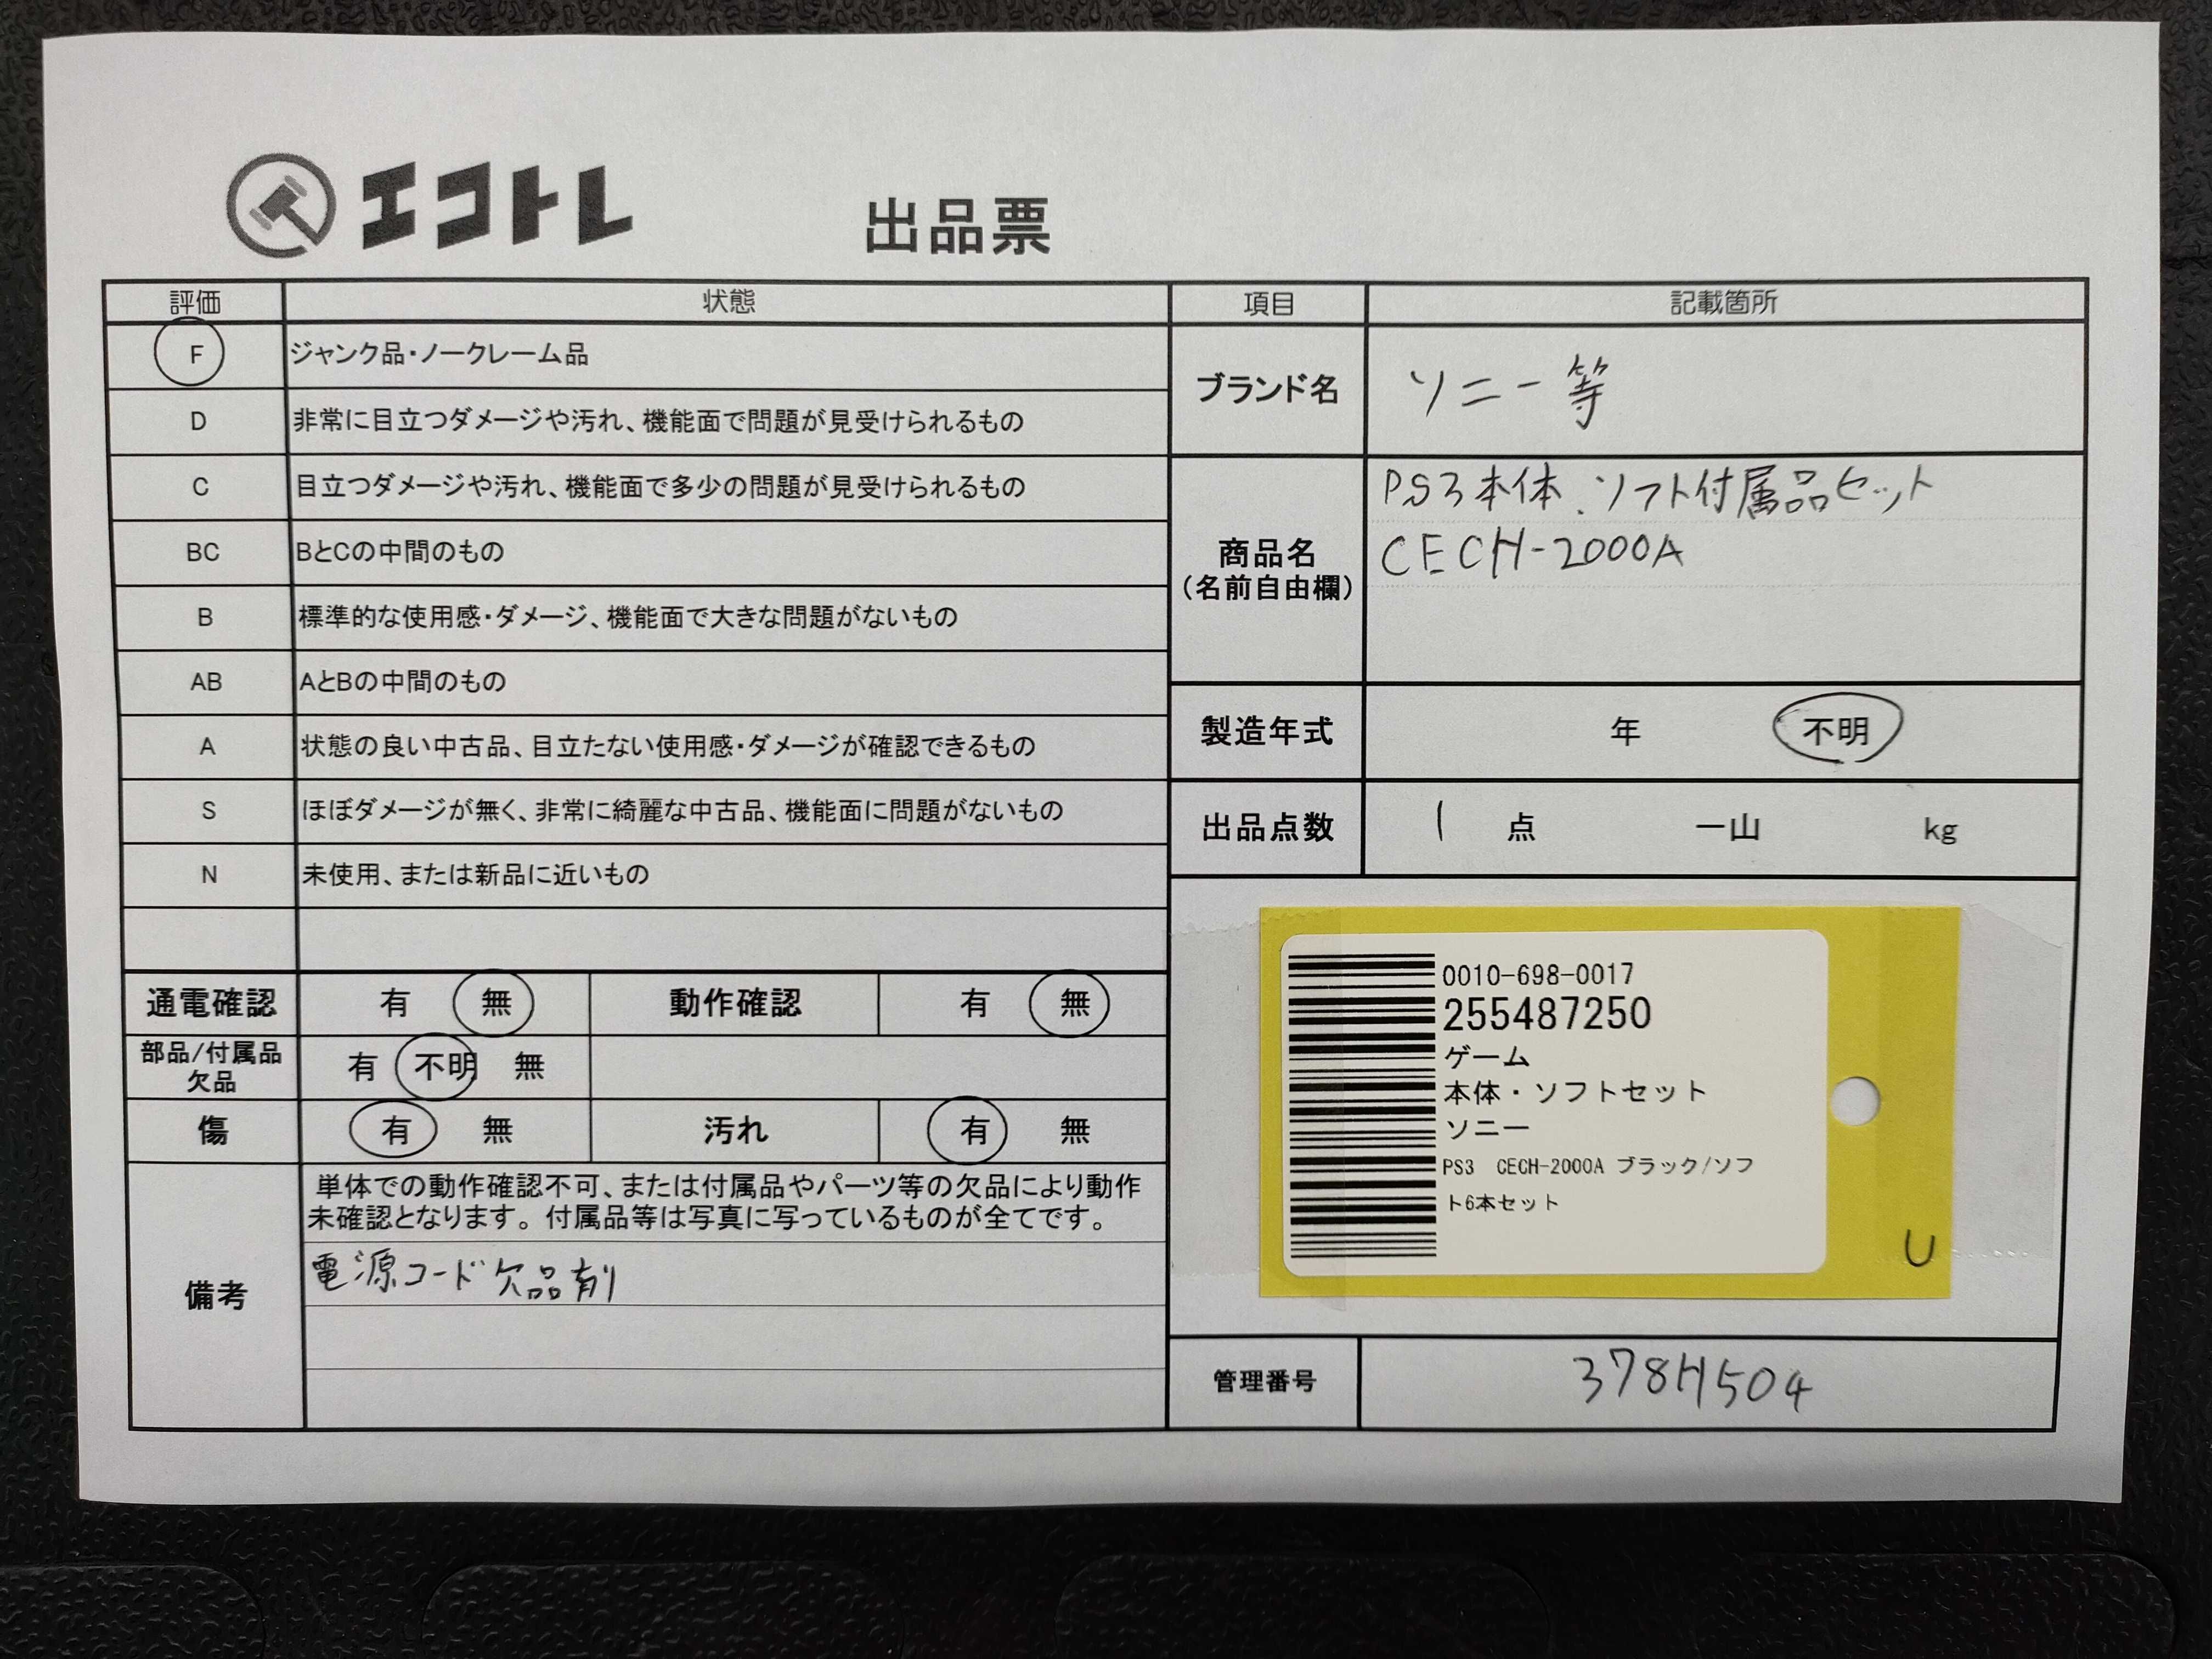 エコトレ
出品票
評価 状態
F ジャンク品・ノークレーム品
D 非常に目立つダメージや汚れ、機能面で問題が見受けられるもの
C 目立つダメージや汚れ、機能面で多少の問題が見受けられるもの
BC BとCの中間のもの
B 標準的な使用感・ダメージ、機能面で大きな問題がないもの
AB AとBの中間のもの
A 状態の良い中古品、目立たない使用感・ダメージが確認できるもの
S ほぼダメージが無く、非常に綺麗な中古品、機能面に問題がないもの
N 未使用、または新品に近いもの
通電確認 有 無 動作確認 有 無
部品/付属品
欠品
有 不明 無
傷 有 無 汚れ 有 無
備考
単体での動作確認不可、または付属品やパーツ等の欠品により動作
未確認となります。付属品等は写真に写っているものが全てです。
電源コード欠品有り
項目 記載箇所
ブランド名 ソニー等
商品名
(名前自由欄)
PS3本体、ソフト付属品セット
CECH-2000A
製造年式 年 不明
出品点数 1 点 一山 kg
0010-698-0017
255487250
ゲーム
本体・ソフトセット
ソニー
PS3 CECH-2000A ブラック/ソフ
ト6本セット
U
管理番号 378H504